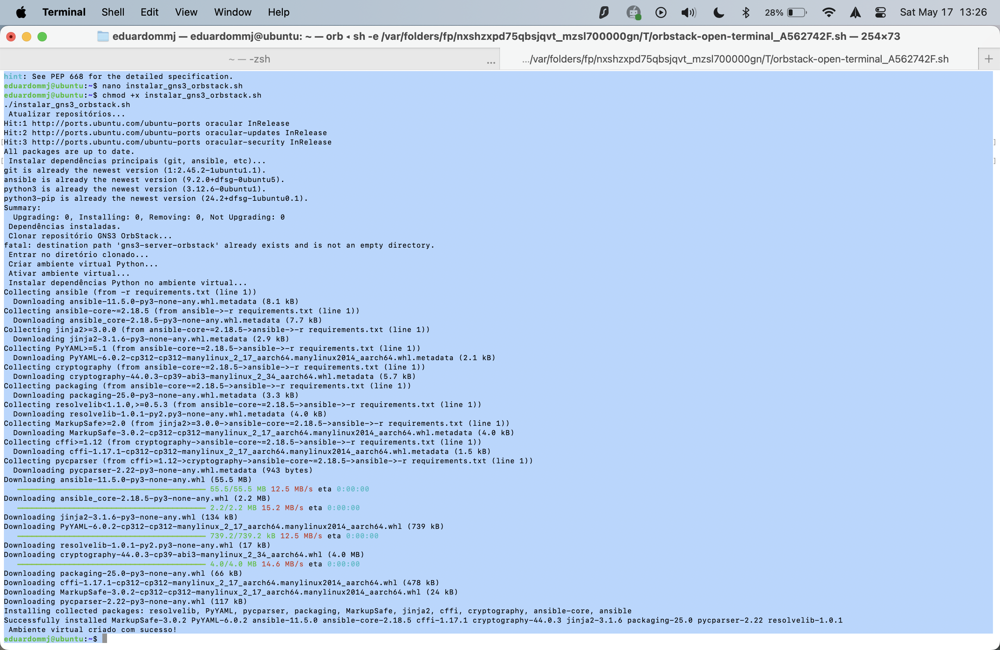 Terminal Shell Edit View Window Help 28% Sat May 17 13:26
eduardommj — eduardommj@ubuntu: ~ — orb ◂ sh -e /var/folders/fp/nxshzxpd75qbsjqvt_mzsl700000gn/T/orbstack-open-terminal_A562742F.sh — 254×73
~ — -zsh ... .../var/folders/fp/nxshzxpd75qbsjqvt_mzsl700000gn/T/orbstack-open-terminal_A562742F.sh +
hint: See PEP 668 for the detailed specification.
eduardommj@ubuntu:~$ nano instalar_gns3_orbstack.sh
eduardommj@ubuntu:~$ chmod +x instalar_gns3_orbstack.sh
./instalar_gns3_orbstack.sh
Atualizar repositórios...
Hit:1 http://ports.ubuntu.com/ubuntu-ports oracular InRelease
Hit:2 http://ports.ubuntu.com/ubuntu-ports oracular-updates InRelease
Hit:3 http://ports.ubuntu.com/ubuntu-ports oracular-security InRelease
All packages are up to date.
Instalar dependências principais (git, ansible, etc)...
git is already the newest version (1:2.45.2-1ubuntu1.1).
ansible is already the newest version (9.2.0+dfsg-0ubuntu5).
python3 is already the newest version (3.12.6-0ubuntu1).
python3-pip is already the newest version (24.2+dfsg-1ubuntu0.1).
Summary:
Upgrading: 0, Installing: 0, Removing: 0, Not Upgrading: 0
Dependências instaladas.
Clonar repositório GNS3 OrbStack...
fatal: destination path 'gns3-server-orbstack' already exists and is not an empty directory.
Entrar no diretório clonado...
Criar ambiente virtual Python...
Ativar ambiente virtual...
Instalar dependências Python no ambiente virtual...
Collecting ansible (from -r requirements.txt (line 1))
Downloading ansible-11.5.0-py3-none-any.whl.metadata (8.1 kB)
Collecting ansible-core~=2.18.5 (from ansible->-r requirements.txt (line 1))
Downloading ansible_core-2.18.5-py3-none-any.whl.metadata (7.7 kB)
Collecting jinja2>=3.0.0 (from ansible-core~=2.18.5->ansible->-r requirements.txt (line 1))
Downloading jinja2-3.1.6-py3-none-any.whl.metadata (2.9 kB)
Collecting PyYAML>=5.1 (from ansible-core~=2.18.5->ansible->-r requirements.txt (line 1))
Downloading PyYAML-6.0.2-cp312-cp312-manylinux_2_17_aarch64.manylinux2014_aarch64.whl.metadata (2.1 kB)
Collecting cryptography (from ansible-core~=2.18.5->ansible->-r requirements.txt (line 1))
Downloading cryptography-44.0.3-cp39-abi3-manylinux_2_34_aarch64.whl.metadata (5.7 kB)
Collecting packaging (from ansible-core~=2.18.5->ansible->-r requirements.txt (line 1))
Downloading packaging-25.0-py3-none-any.whl.metadata (3.3 kB)
Collecting resolvelib<1.1.0,>=0.5.3 (from ansible-core~=2.18.5->ansible->-r requirements.txt (line 1))
Downloading resolvelib-1.0.1-py2.py3-none-any.whl.metadata (4.0 kB)
Collecting MarkupSafe>=2.0 (from jinja2>=3.0.0->ansible-core~=2.18.5->ansible->-r requirements.txt (line 1))
Downloading MarkupSafe-3.0.2-cp312-cp312-manylinux_2_17_aarch64.manylinux2014_aarch64.whl.metadata (4.0 kB)
Collecting cffi>=1.12 (from cryptography->ansible-core~=2.18.5->ansible->-r requirements.txt (line 1))
Downloading cffi-1.17.1-cp312-cp312-manylinux_2_17_aarch64.manylinux2014_aarch64.whl.metadata (1.5 kB)
Collecting pycparser (from cffi>=1.12->cryptography->ansible-core~=2.18.5->ansible->-r requirements.txt (line 1))
Downloading pycparser-2.22-py3-none-any.whl.metadata (943 bytes)
Downloading ansible-11.5.0-py3-none-any.whl (55.5 MB)
55.5/55.5 MB 12.5 MB/s eta 0:00:00
Downloading ansible_core-2.18.5-py3-none-any.whl (2.2 MB)
2.2/2.2 MB 15.2 MB/s eta 0:00:00
Downloading jinja2-3.1.6-py3-none-any.whl (134 kB)
Downloading PyYAML-6.0.2-cp312-cp312-manylinux_2_17_aarch64.manylinux2014_aarch64.whl (739 kB)
739.2/739.2 kB 12.5 MB/s eta 0:00:00
Downloading resolvelib-1.0.1-py2.py3-none-any.whl (17 kB)
Downloading cryptography-44.0.3-cp39-abi3-manylinux_2_34_aarch64.whl (4.0 MB)
4.0/4.0 MB 14.6 MB/s eta 0:00:00
Downloading packaging-25.0-py3-none-any.whl (66 kB)
Downloading cffi-1.17.1-cp312-cp312-manylinux_2_17_aarch64.manylinux2014_aarch64.whl (478 kB)
Downloading MarkupSafe-3.0.2-cp312-cp312-manylinux_2_17_aarch64.manylinux2014_aarch64.whl (24 kB)
Downloading pycparser-2.22-py3-none-any.whl (117 kB)
Installing collected packages: resolvelib, PyYAML, pycparser, packaging, MarkupSafe, jinja2, cffi, cryptography, ansible-core, ansible
Successfully installed MarkupSafe-3.0.2 PyYAML-6.0.2 ansible-11.5.0 ansible-core-2.18.5 cffi-1.17.1 cryptography-44.0.3 jinja2-3.1.6 packaging-25.0 pycparser-2.22 resolvelib-1.0.1
Ambiente virtual criado com sucesso!
eduardommj@ubuntu:~$